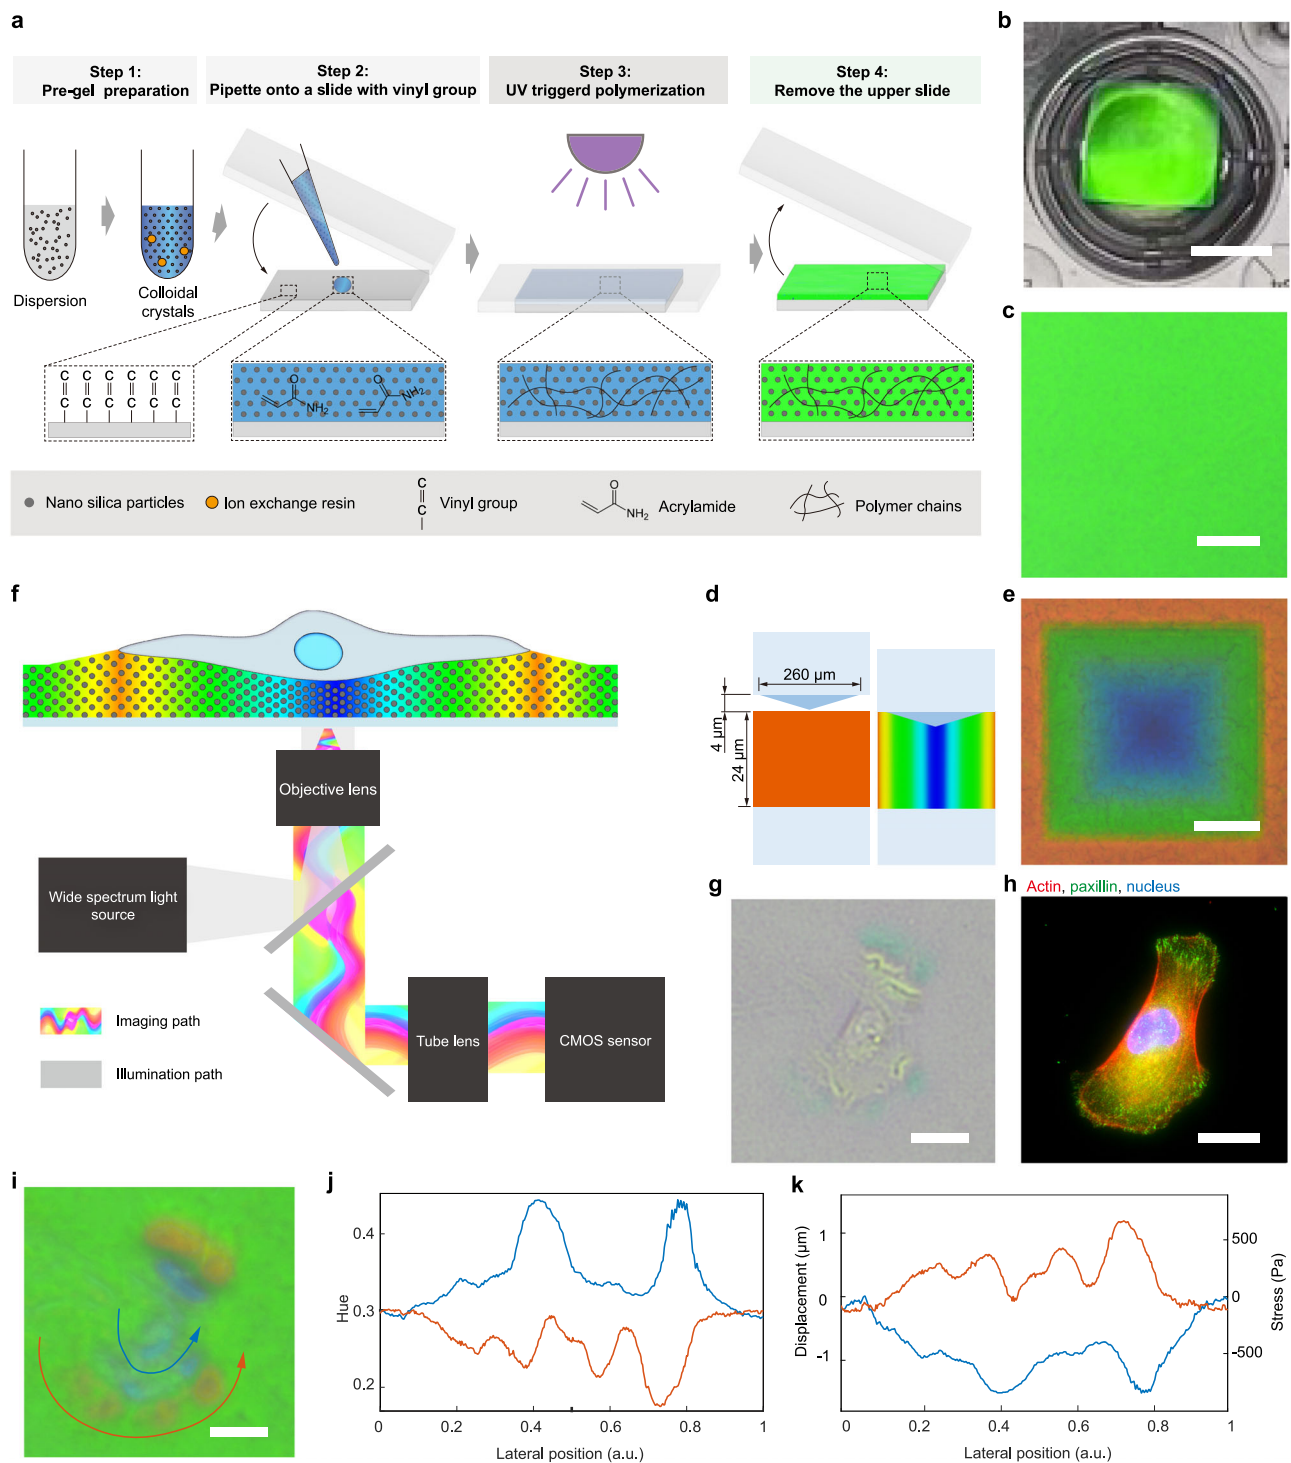 a
Step 1:
Pre-gel preparation
Step 2:
Pipette onto a slide with vinyl group
Step 3:
UV triggerd polymerization
Step 4:
Remove the upper slide
Dispersion
Colloidal
crystals
C C C C C C
C C C C C C
O
NH2
O
NH2
Nano silica particles
Ion exchange resin
C
C
Vinyl group
O
NH2
Acrylamide
Polymer chains
b
c
f
Objective lens
Wide spectrum light
source
Imaging path
Illumination path
Tube lens
CMOS sensor
d
260 µm
4 µm
24 µm
e
g
h
Actin, paxillin, nucleus
i
j
Hue
0.4
0.3
0.2
0 0.2 0.4 0.6 0.8 1
Lateral position (a.u.)
k
Displacement (µm)
1
0
-1
500
0
-500
Stress (Pa)
0 0.2 0.4 0.6 0.8 1
Lateral position (a.u.)